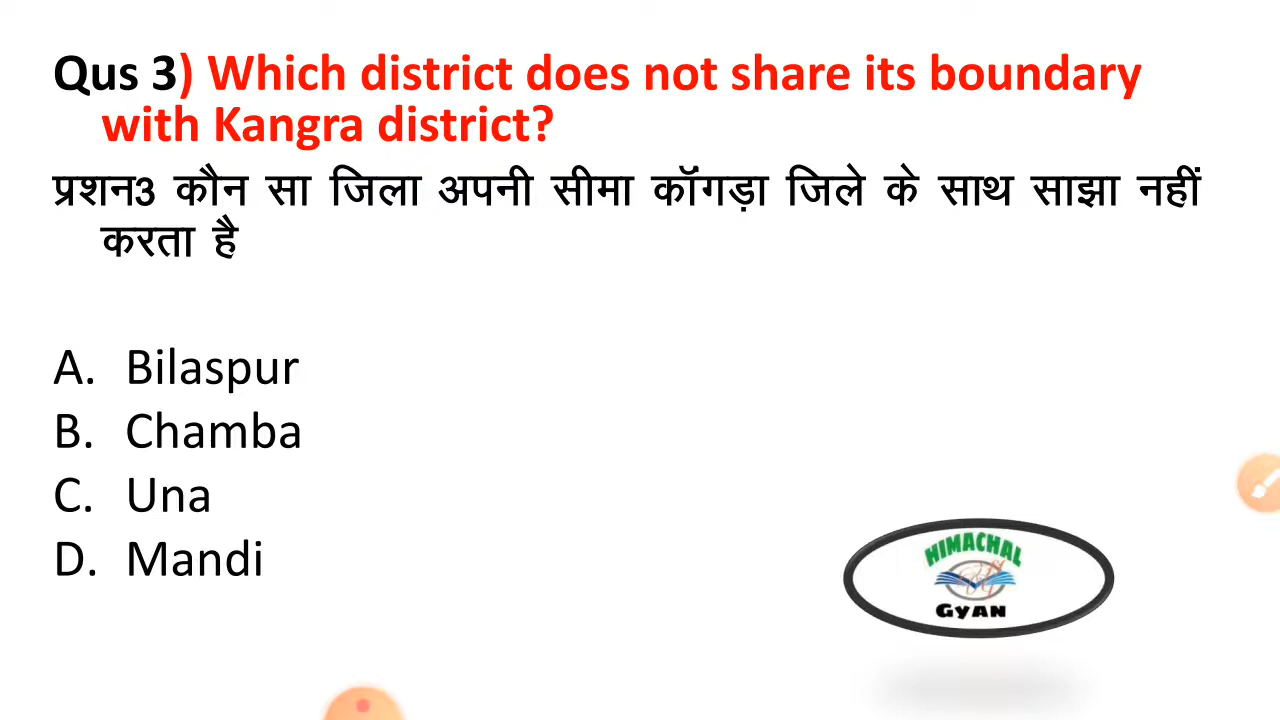 Qus 3) Which district does not share its boundary
with Kangra district?
प्रशन3 कौन सा जिला अपनी सीमा कॉंगड़ा जिले के साथ साझा नहीं
करता है
A. Bilaspur
B. Chamba
C. Una
D. Mandi
HIMACHAL
GyAN